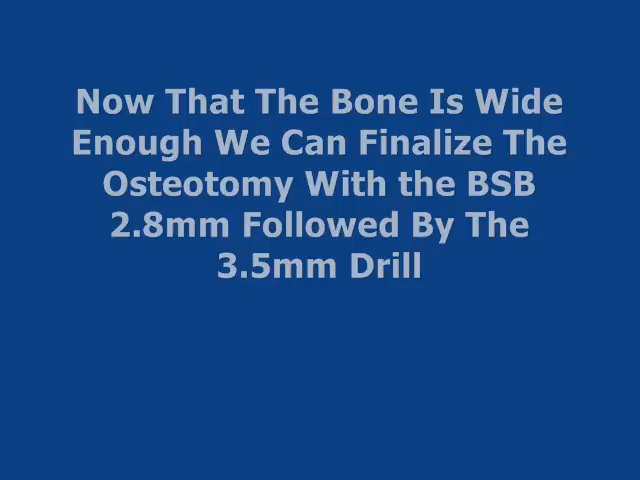 Now That The Bone Is Wide
Enough We Can Finalize The
Osteotomy With the BSB
2.8mm Followed By The
3.5mm Drill